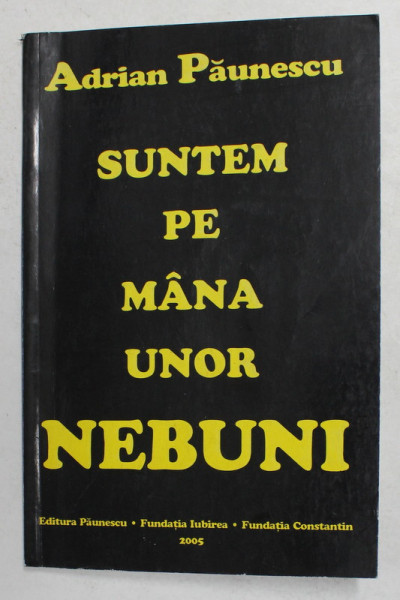 Adrian Păunescu
SUNTEM
PE
MÂNA
UNOR
NEBUNI
Editura Păunescu • Fundația Iubirea • Fundația Constantin
2005